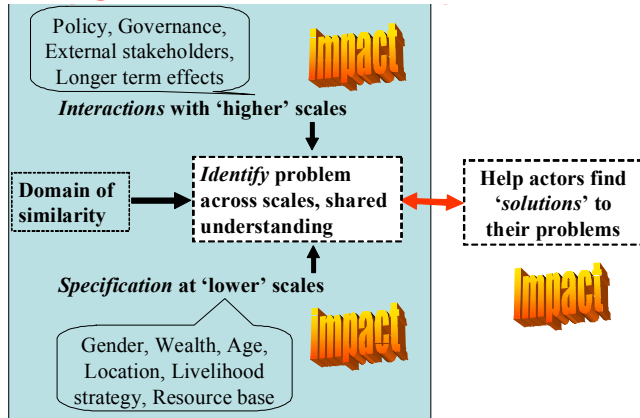 Policy, Governance,
External stakeholders,
Longer term effects
Impact
Interactions with ‘higher’ scales
Domain of
similarity
Identify problem
across scales, shared
understanding
Help actors find
‘solutions’ to
their problems
Specification at ‘lower’ scales
Impact
Impact
Gender, Wealth, Age,
Location, Livelihood
strategy, Resource base